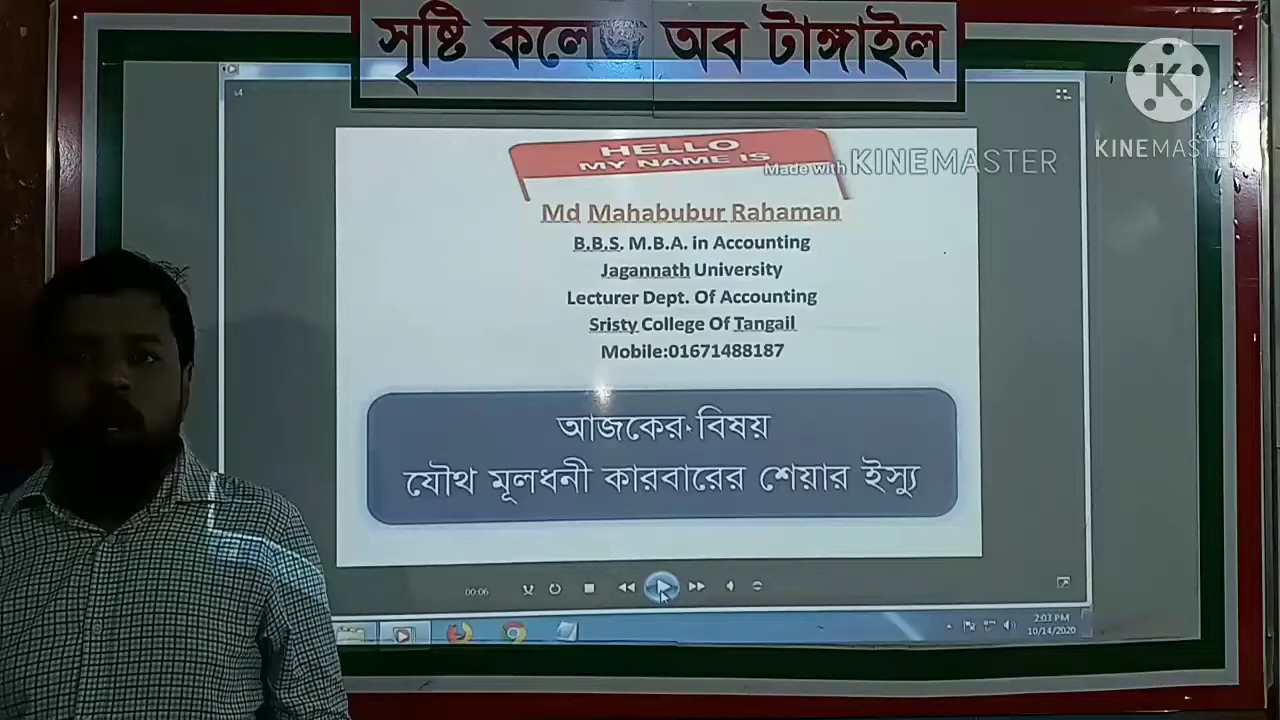 সৃষ্টি কলেজ অব টাঙ্গাইল
HELLO
MY NAME IS
Made with KINEMASTER
KINEMASTER
Md Mahabubur Rahaman
B.B.S. M.B.A. in Accounting
Jagannath University
Lecturer Dept. Of Accounting
Sristy College Of Tangail
Mobile:01671488187
আজকের বিষয়
যৌথ মূলধনী কারবারের শেয়ার ইস্যু
00:06
2:03 PM
10/14/2020